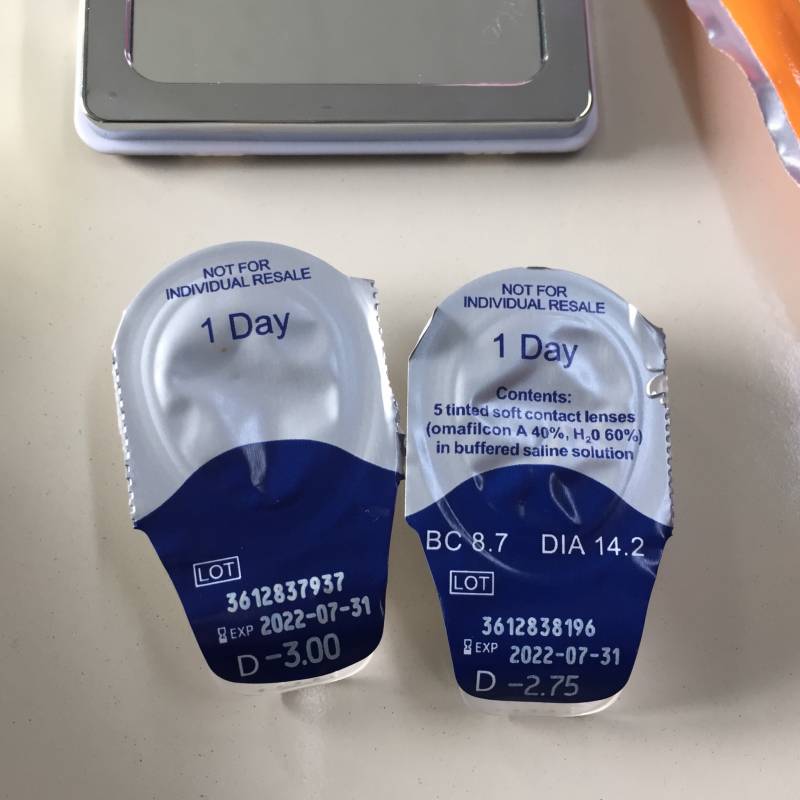 NOT FOR
INDIVIDUAL RESALE
1 Day
LOT
3612837937
EXP 2022-07-31
D -3.00
NOT FOR
INDIVIDUAL RESALE
1 Day
Contents:
5 tinted soft contact lenses
(omafilcon A 40%, H₂0 60%)
in buffered saline solution
BC 8.7 DIA 14.2
LOT
3612838196
EXP 2022-07-31
D -2.75